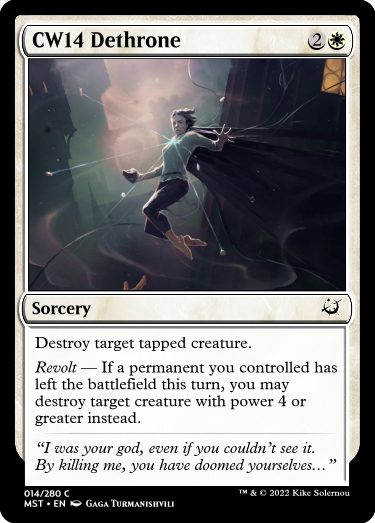 CW14 Dethrone
2
Sorcery
Destroy target tapped creature.
Revolt — If a permanent you controlled has
left the battlefield this turn, you may
destroy target creature with power 4 or
greater instead.
“I was your god, even if you couldn’t see it.
By killing me, you have doomed yourselves…”
014/280 C
MST • EN GAGA TURMANISHVILI
™ & © 2022 Kike Solernou